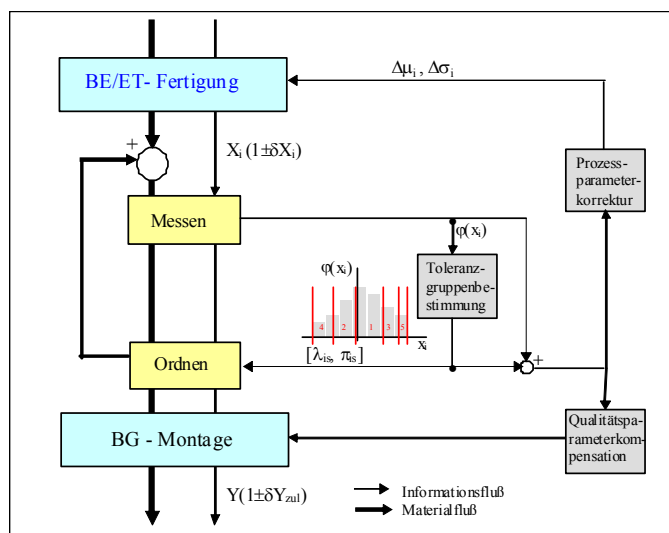 BE/ET- Fertigung
Δμi , Δσi
+
Xi (1±δXi)
Prozess-
parameter-
korrektur
Messen
φ(xi)
φ(xi)
Toleranz-
gruppenbe-
stimmung
4 2 1 3 5
xi
[λis, πis]
Ordnen
+
BG - Montage
Qualitätspa-
rameterkom-
pensation
Y(1±δYzul)
Informationsfluß
Materialfluß